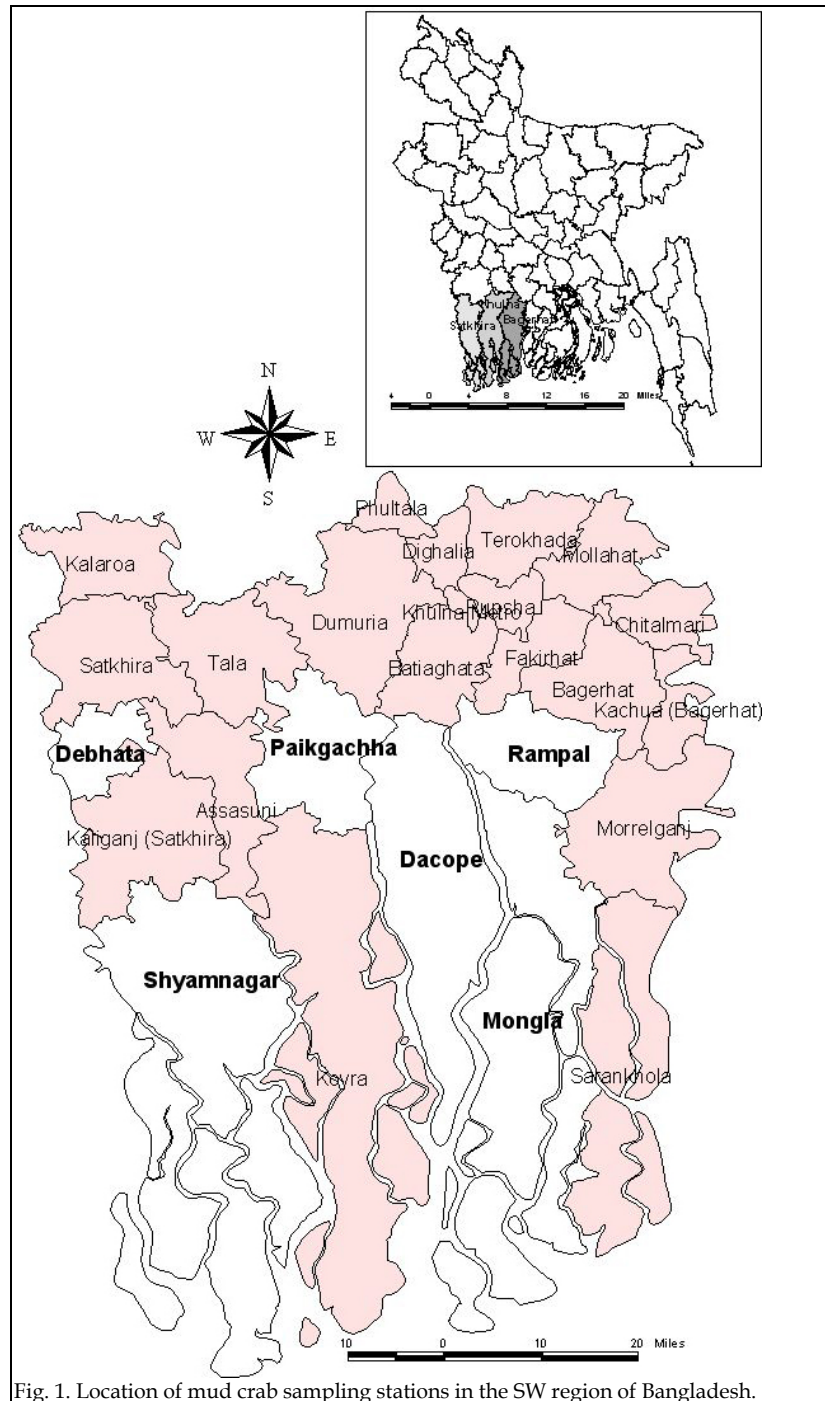 Khulna
Satkhira
Bagerhat
4 0 4 8 12 16 20 Miles
N
W E
S
Phultala
Kalaroa
Dighalia
Terokhada
Mollahat
Dumuria
Khulna Metro
Rupsha
Chitalmari
Satkhira
Tala
Batiaghata
Fakirhat
Bagerhat
Kachua (Bagerhat)
Debhata
Paikgachha
Rampal
Assasuni
Kaliganj (Satkhira)
Morrelganj
Dacope
Shyamnagar
Mongla
Koyra
Sarankhola
10 0 10 20 Miles
Fig. 1. Location of mud crab sampling stations in the SW region of Bangladesh.